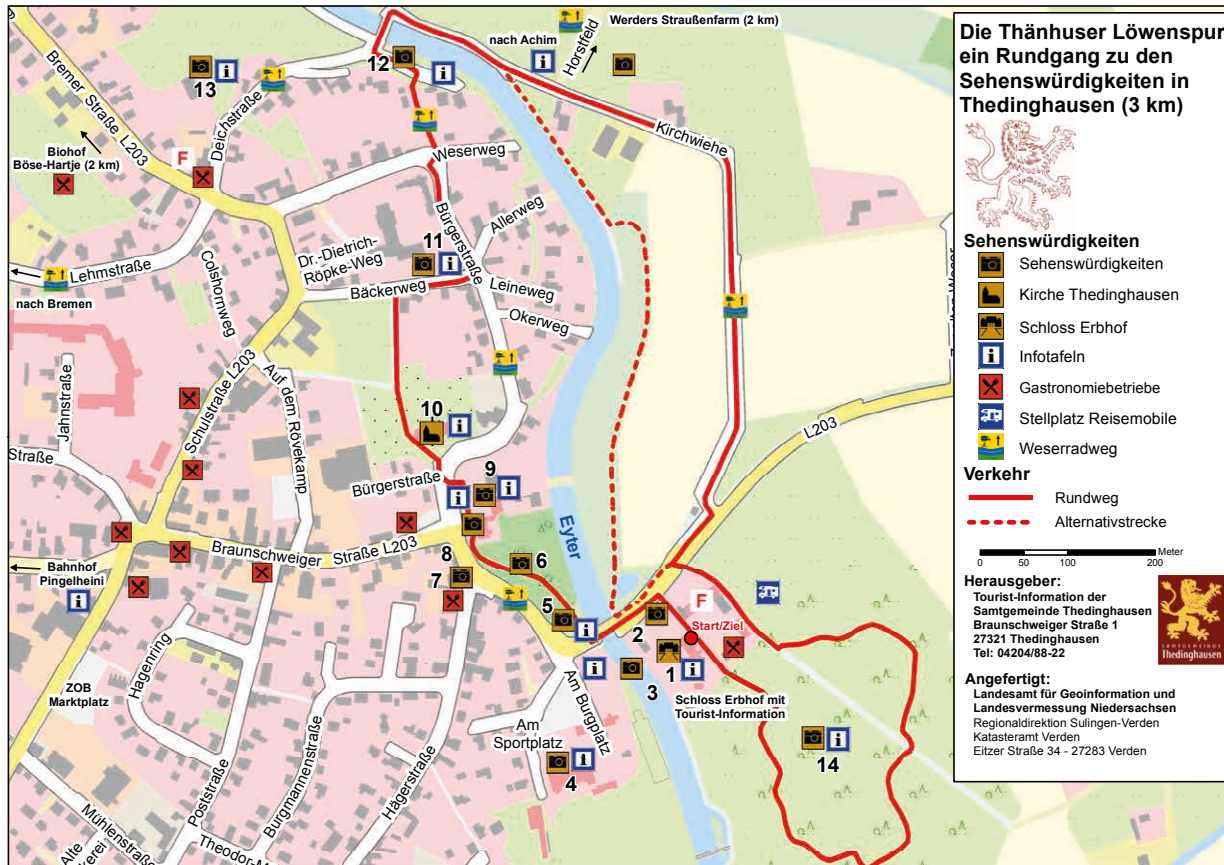 Werders Straußenfarm (2 km)
nach Achim
Horstfeld
12
13
Bremer Straße L203
Deichstraße
Biohof
Böse-Hartje (2 km)
F
Kirchwiehe
Weserweg
Bürgerstraße
Allerweg
11
Dr.-Dietrich-
Röpke-Weg
Lehmstraße
nach Bremen
Colshornweg
Bäckerweg
Leineweg
Okerweg
Jahnstraße
Schulstraße L203
Auf dem Rövekamp
10
L203
Straße
Bürgerstraße
9
Eyter
Braunschweiger Straße L203
8
7
6
5
Bahnhof
Pingelheini
F
Start/Ziel
2
1
3
Schloss Erbhof mit
Tourist-Information
Hagenring
ZOB
Marktplatz
Am Burgplatz
Am
Sportplatz
4
14
Poststraße
Burgmannenstraße
Hägerstraße
Mühlenstraße
Alte
Theodor-
Die Thänhuser Löwenspur
ein Rundgang zu den
Sehenswürdigkeiten in
Thedinghausen (3 km)
Sehenswürdigkeiten
Sehenswürdigkeiten
Kirche Thedinghausen
Schloss Erbhof
Infotafeln
Gastronomiebetriebe
Stellplatz Reisemobile
Weserradweg
Verkehr
Rundweg
Alternativstrecke
0 50 100 200 Meter
Herausgeber:
Tourist-Information der
Samtgemeinde Thedinghausen
Braunschweiger Straße 1
27321 Thedinghausen
Tel: 04204/88-22
SAMTGEMEINDE
Thedinghausen
Angefertigt:
Landesamt für Geoinformation und
Landesvermessung Niedersachsen
Regionaldirektion Sulingen-Verden
Katasteramt Verden
Eitzer Straße 34 - 27283 Verden